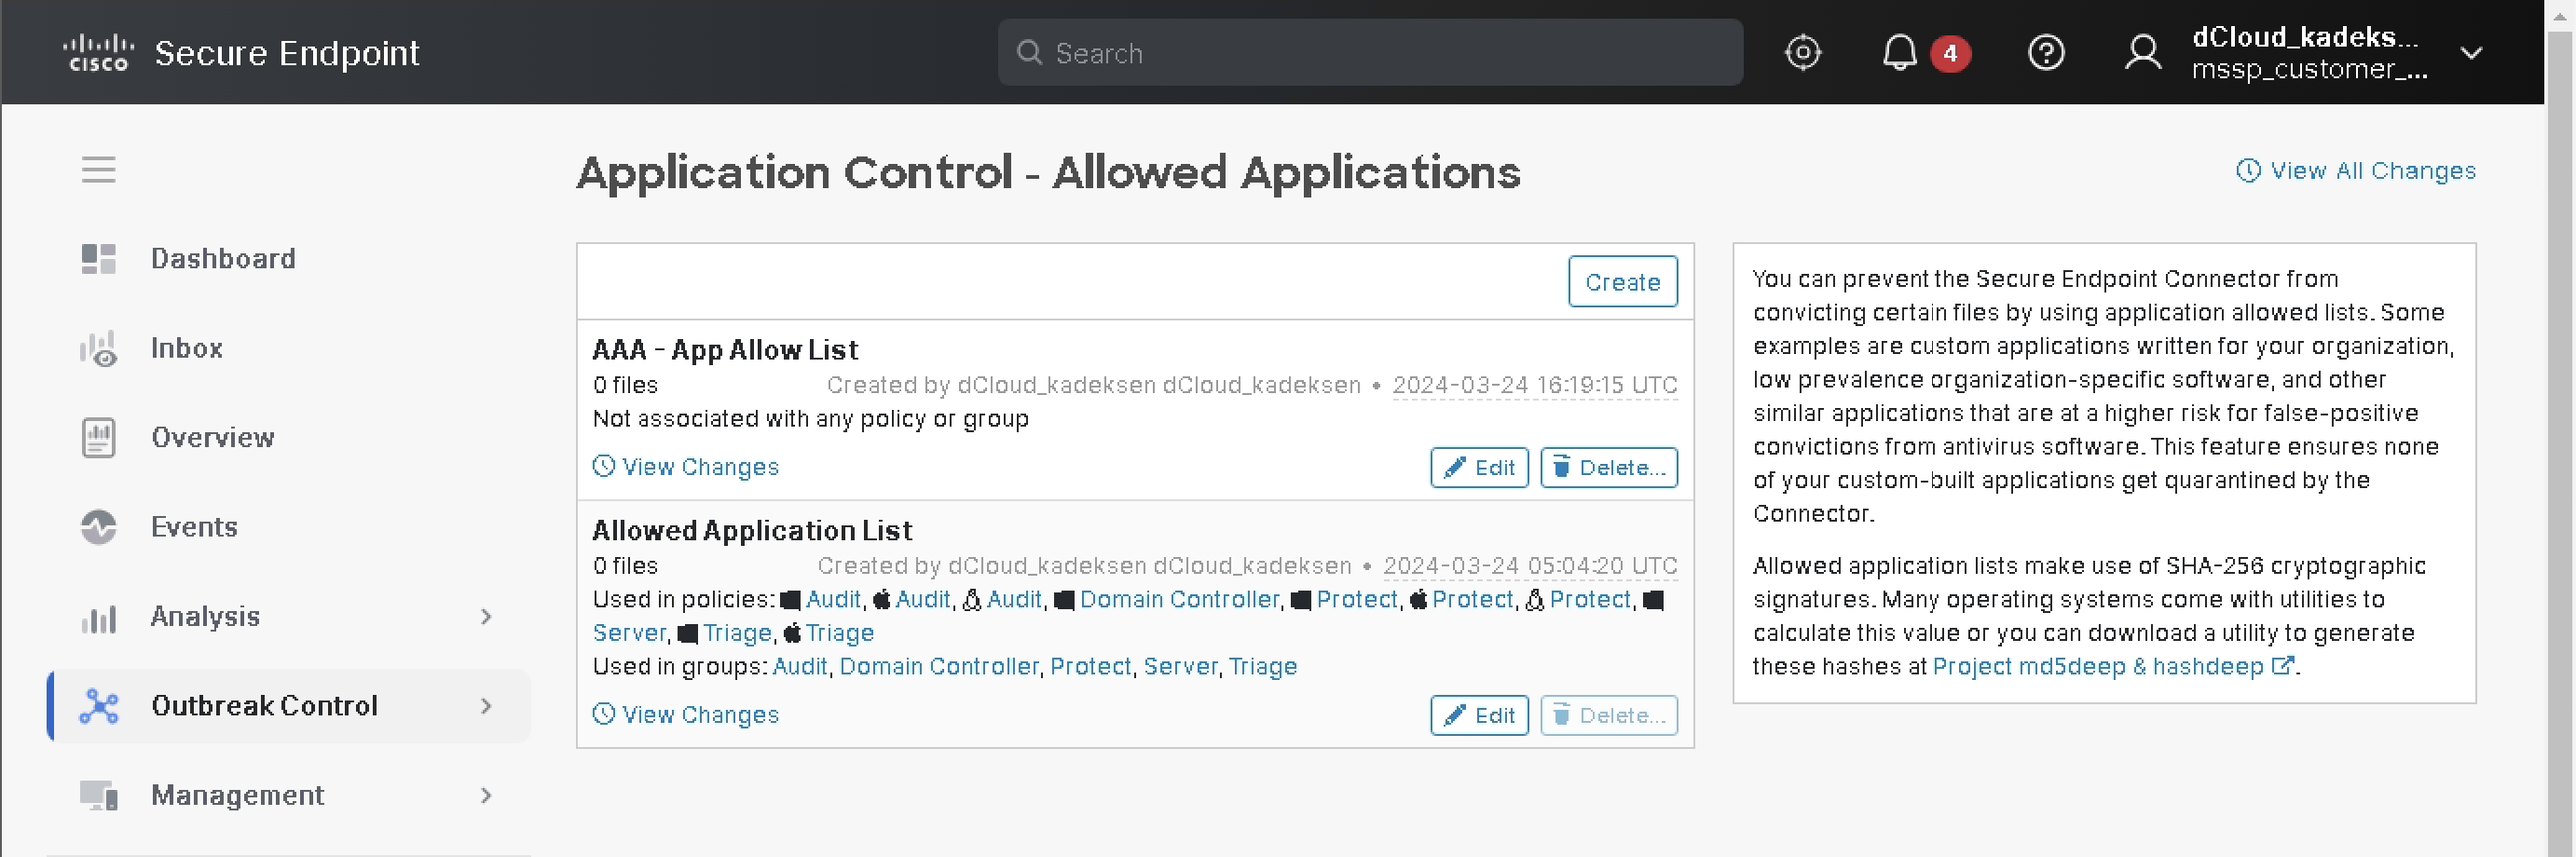 CISCO
Secure Endpoint
Search
4
dCloud_kadeks...
mssp_customer_...
Application Control - Allowed Applications
View All Changes
Dashboard
Inbox
Overview
Events
Analysis
Outbreak Control
Management
Create
AAA - App Allow List
0 files Created by dCloud_kadeksen dCloud_kadeksen • 2024-03-24 16:19:15 UTC
Not associated with any policy or group
View Changes Edit Delete...
Allowed Application List
0 files Created by dCloud_kadeksen dCloud_kadeksen • 2024-03-24 05:04:20 UTC
Used in policies: Audit, Audit, Audit, Domain Controller, Protect, Protect, Protect,
Server, Triage, Triage
Used in groups: Audit, Domain Controller, Protect, Server, Triage
View Changes Edit Delete...
You can prevent the Secure Endpoint Connector from
convicting certain files by using application allowed lists. Some
examples are custom applications written for your organization,
low prevalence organization-specific software, and other
similar applications that are at a higher risk for false-positive
convictions from antivirus software. This feature ensures none
of your custom-built applications get quarantined by the
Connector.
Allowed application lists make use of SHA-256 cryptographic
signatures. Many operating systems come with utilities to
calculate this value or you can download a utility to generate
these hashes at Project md5deep & hashdeep.